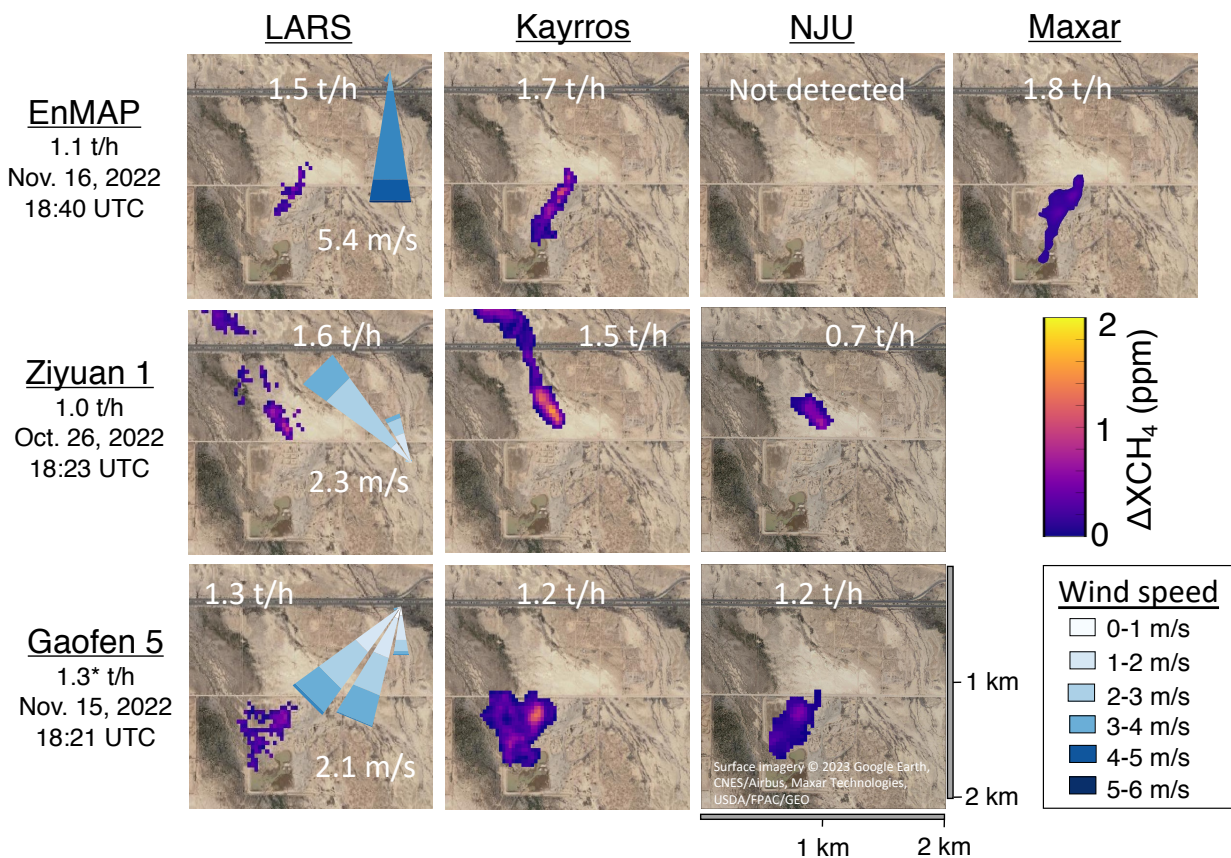 LARS
Kayrros
NJU
Maxar
EnMAP
1.1 t/h
Nov. 16, 2022
18:40 UTC
1.5 t/h
5.4 m/s
1.7 t/h
Not detected
1.8 t/h
Ziyuan 1
1.0 t/h
Oct. 26, 2022
18:23 UTC
1.6 t/h
2.3 m/s
1.5 t/h
0.7 t/h
2
1
0
ΔXCH₄ (ppm)
Gaofen 5
1.3* t/h
Nov. 15, 2022
18:21 UTC
1.3 t/h
2.1 m/s
1.2 t/h
1.2 t/h
Surface imagery © 2023 Google Earth,
CNES/Airbus, Maxar Technologies,
USDA/FPAC/GEO
1 km
2 km
1 km
2 km
Wind speed
0-1 m/s
1-2 m/s
2-3 m/s
3-4 m/s
4-5 m/s
5-6 m/s